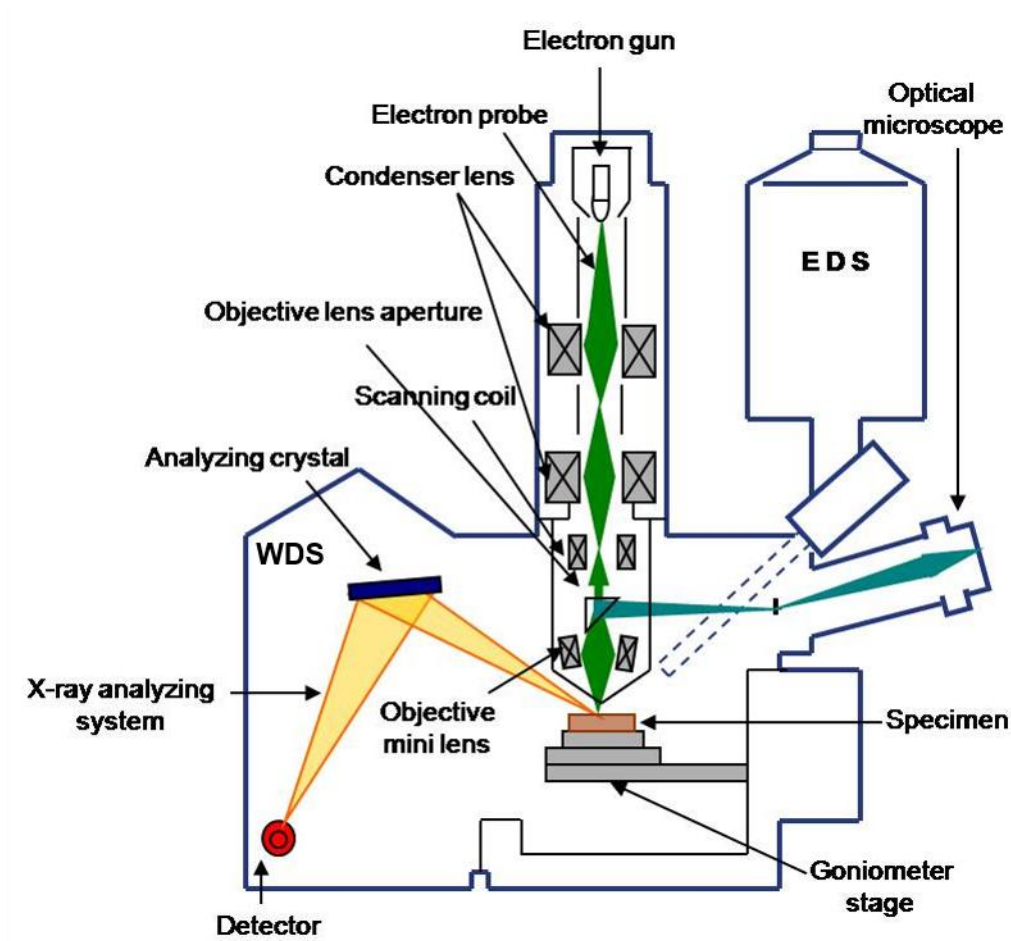 Electron gun
Optical
microscope
Electron probe
Condenser lens
EDS
Objective lens aperture
Scanning coil
Analyzing crystal
WDS
X-ray analyzing
system
Objective
mini lens
Specimen
Goniometer
stage
Detector